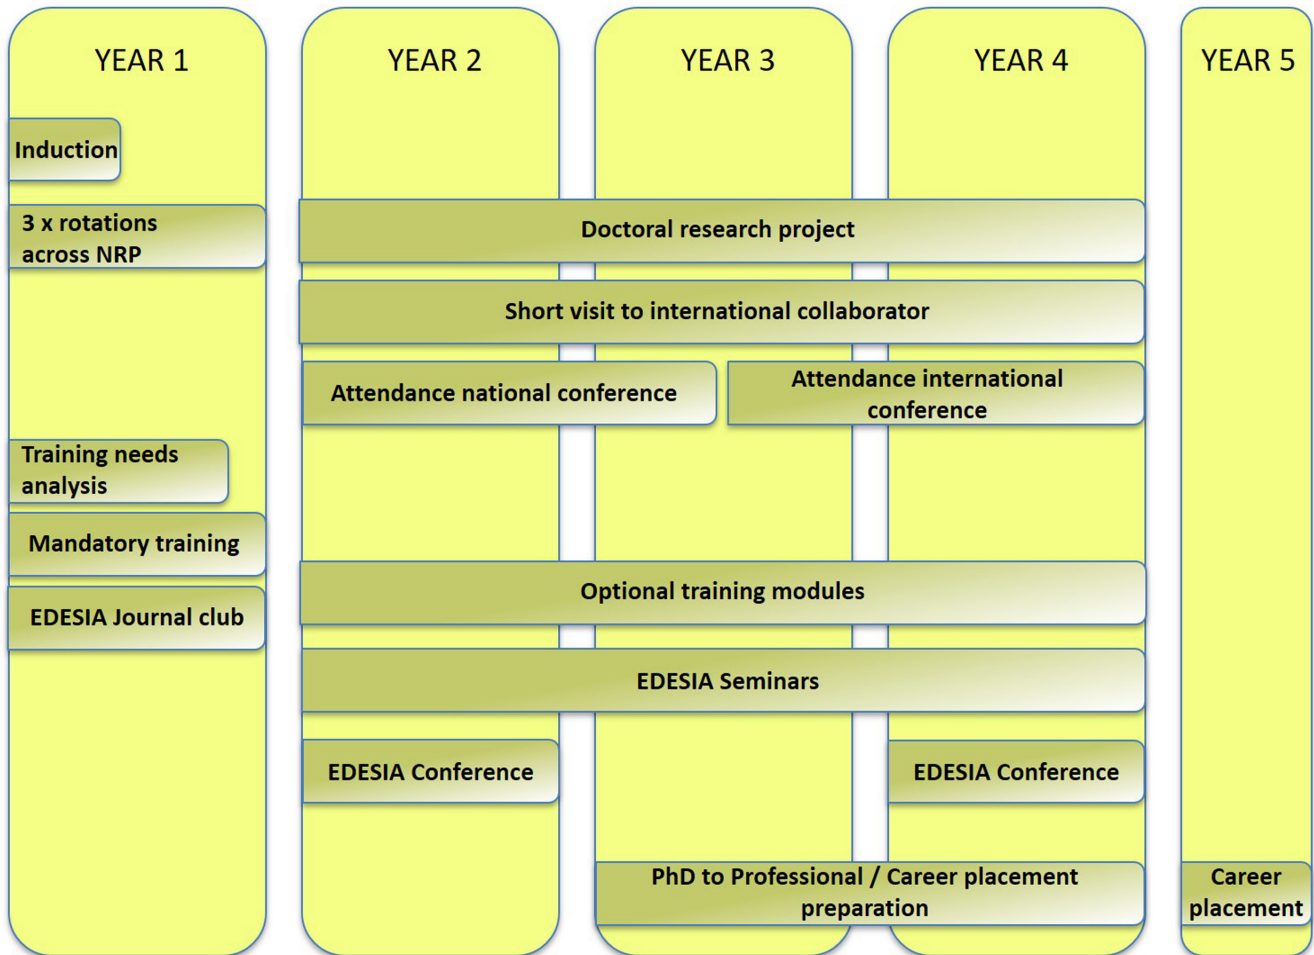 YEAR 1
YEAR 2
YEAR 3
YEAR 4
YEAR 5
Induction
3 x rotations
across NRP
Doctoral research project
Short visit to international collaborator
Attendance national conference
Attendance international
conference
Training needs
analysis
Mandatory training
Optional training modules
EDESIA Journal club
EDESIA Seminars
EDESIA Conference
EDESIA Conference
PhD to Professional / Career placement
preparation
Career
placement